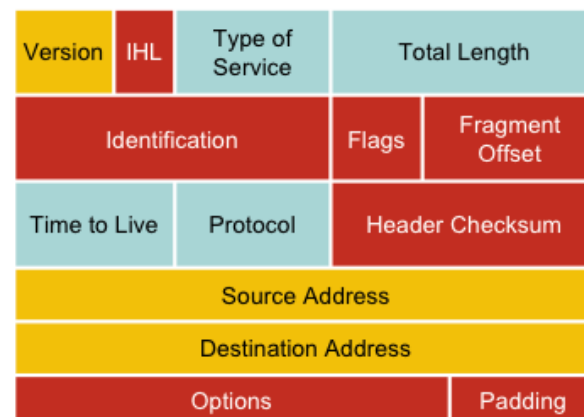 Version IHL Type of Service Total Length
Identification Flags Fragment Offset
Time to Live Protocol Header Checksum
Source Address
Destination Address
Options Padding